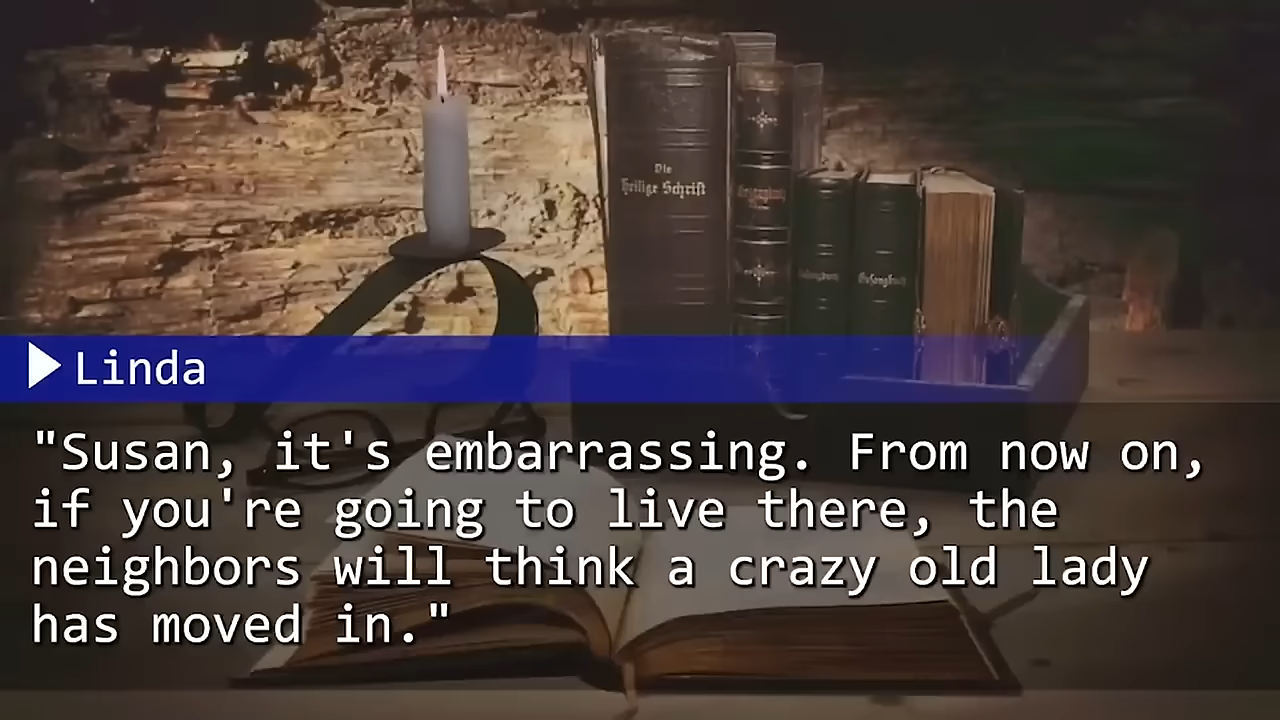 Die
Heilige Schrift
Gesangbuch
Linda
"Susan, it's embarrassing. From now on,
if you're going to live there, the
neighbors will think a crazy old lady
has moved in."